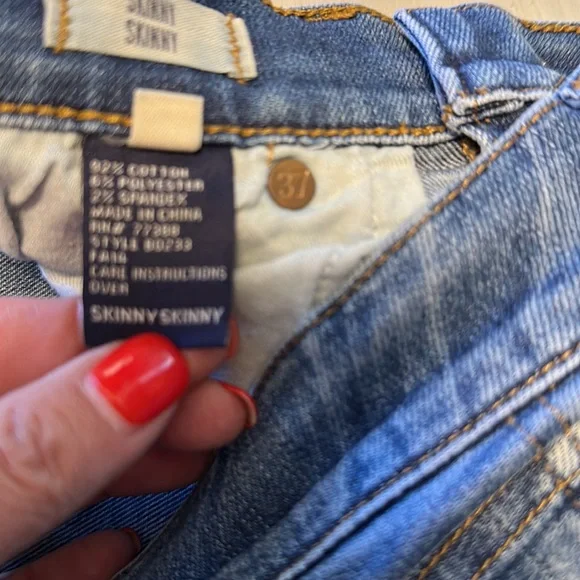 SKINNY
SKINNY
92% COTTON
6% POLYESTER
2% SPANDEX
MADE IN CHINA
RN# 77388
STYLE B0233
FA16
CARE INSTRUCTIONS
OVER
SKINNY SKINNY
37